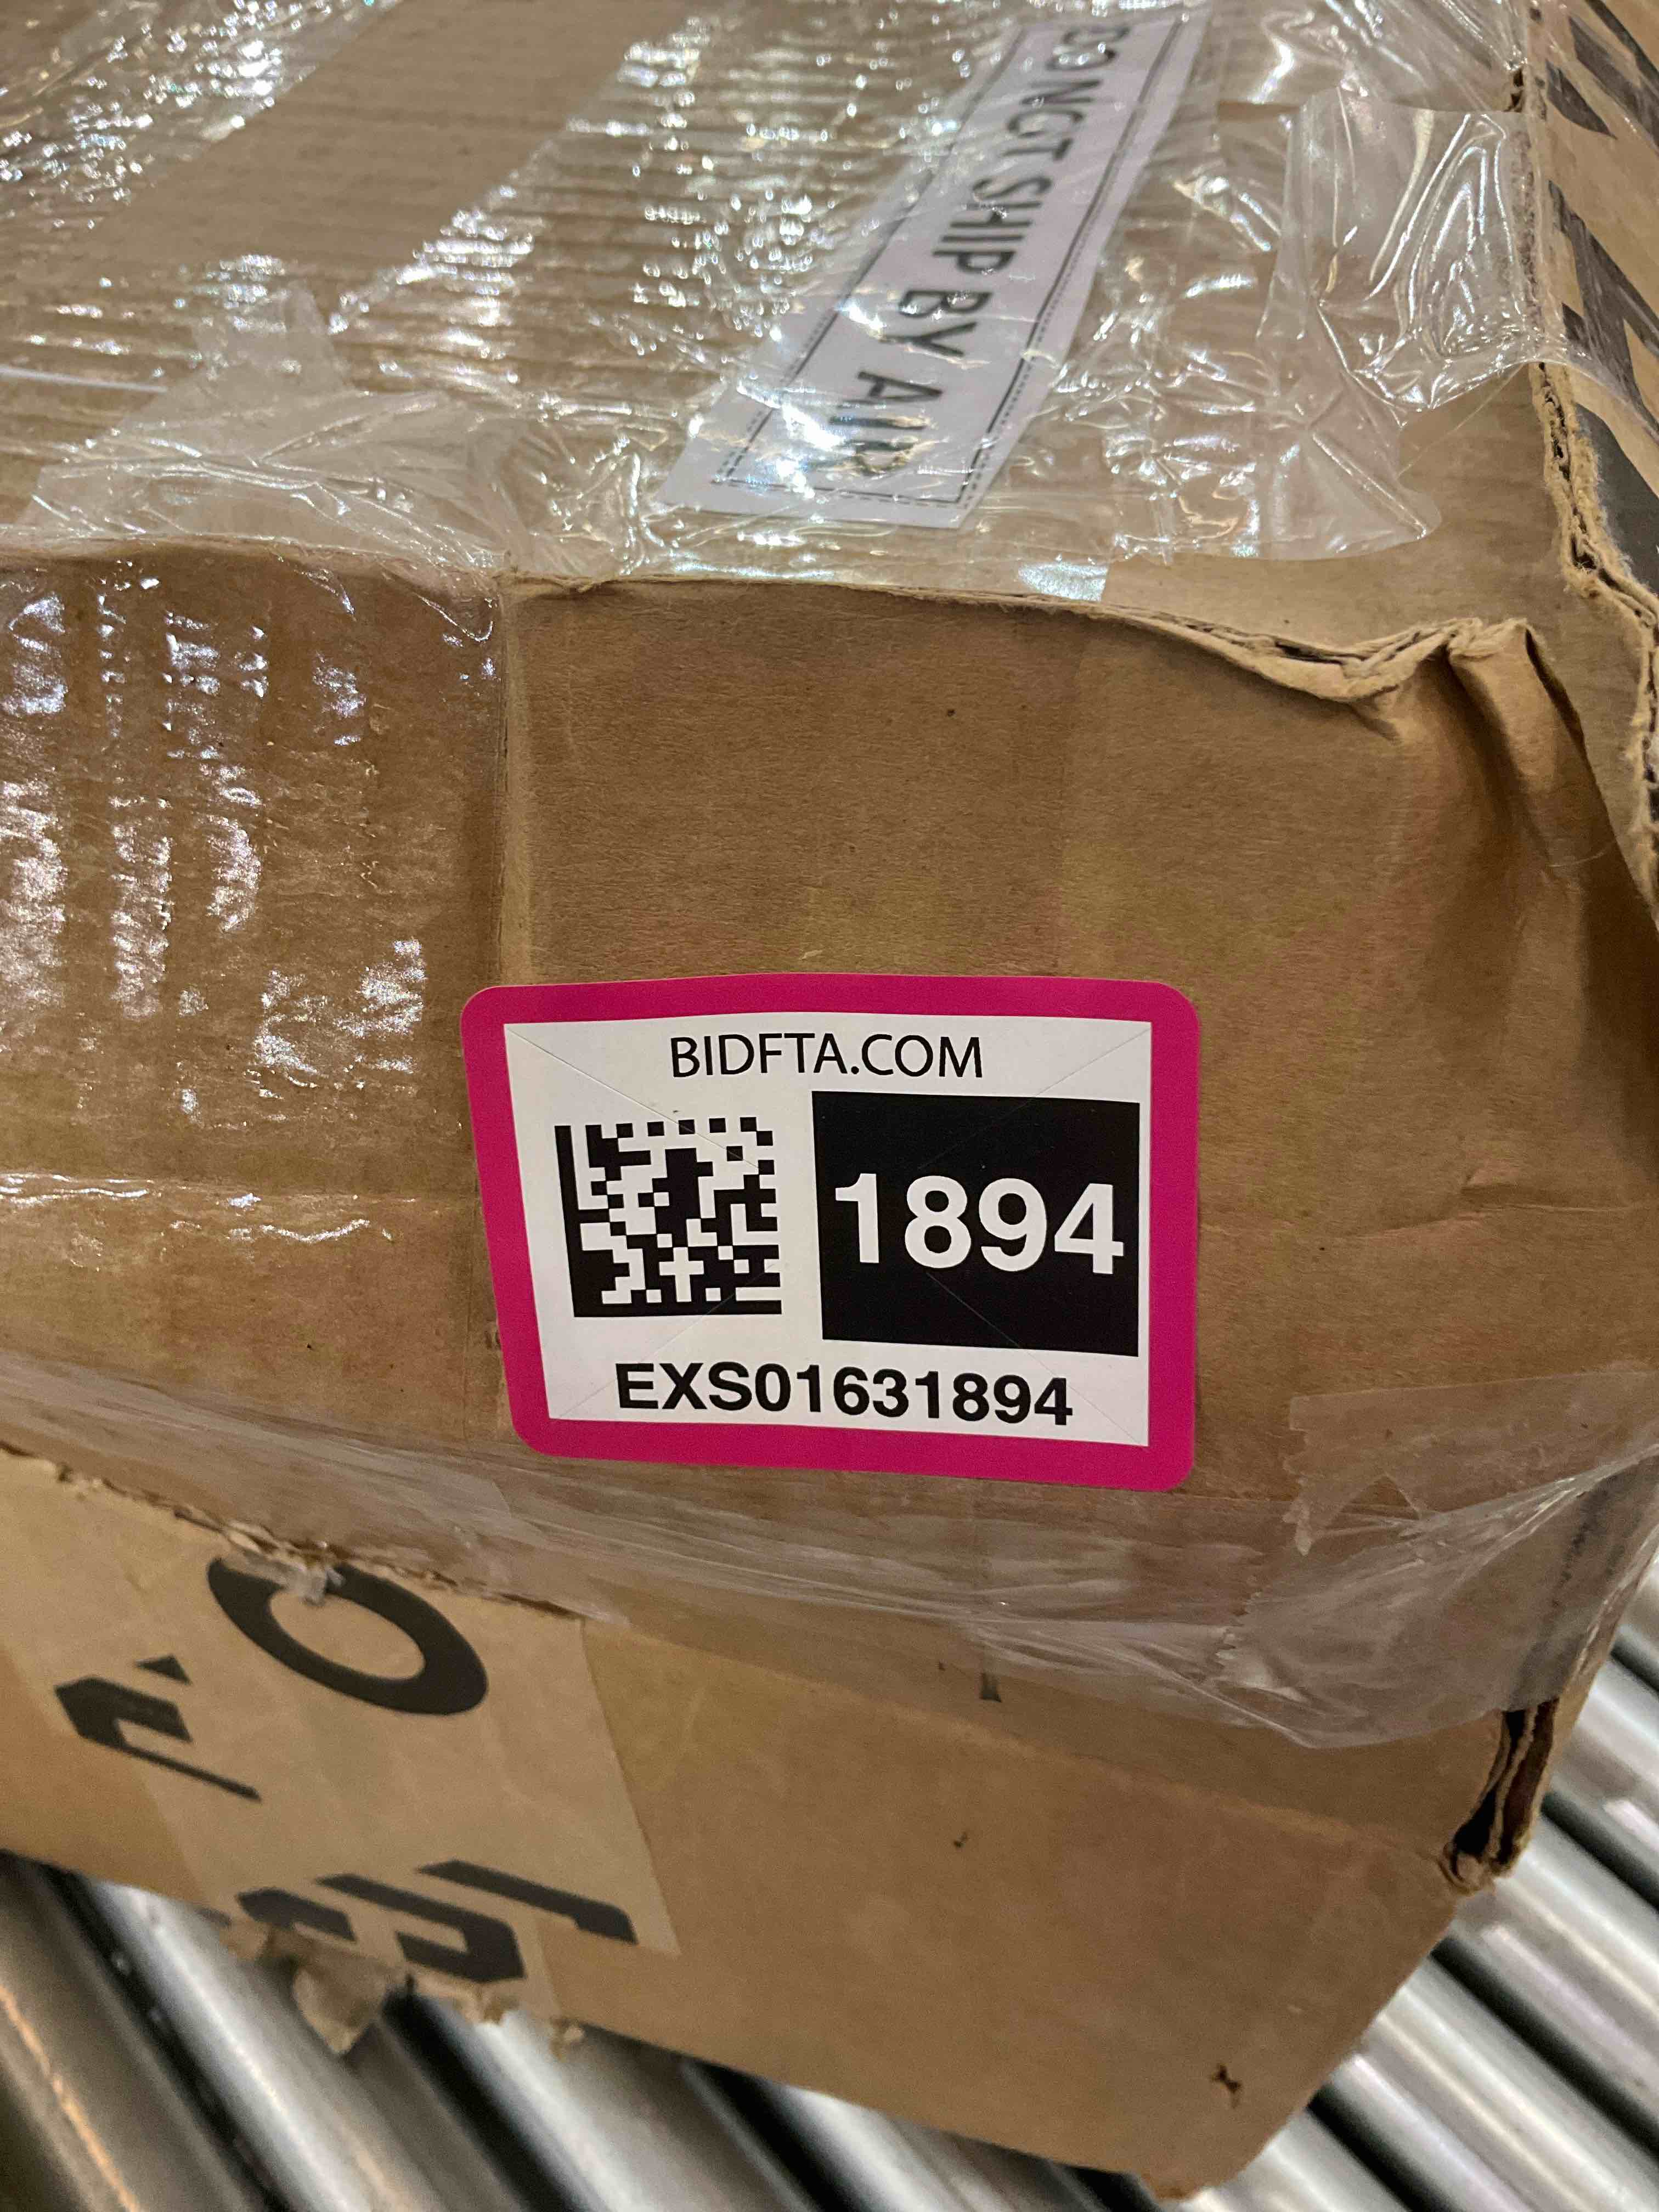 DO NOT SHIP BY AIR
BIDFTA.COM
1894
EXS01631894